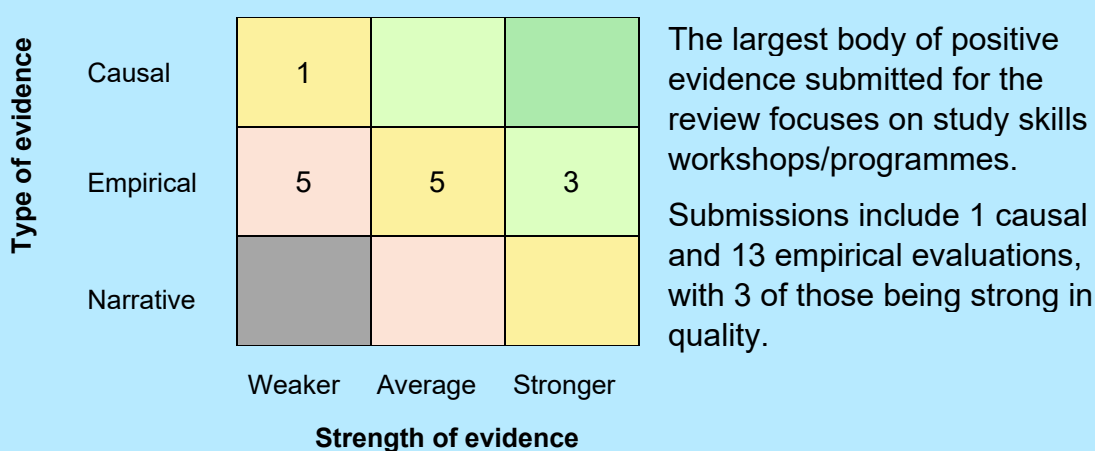 Type of evidence
Causal
1
Empirical
5
5
3
Narrative
Weaker
Average
Stronger
Strength of evidence
The largest body of positive
evidence submitted for the
review focuses on study skills
workshops/programmes.
Submissions include 1 causal
and 13 empirical evaluations,
with 3 of those being strong in
quality.